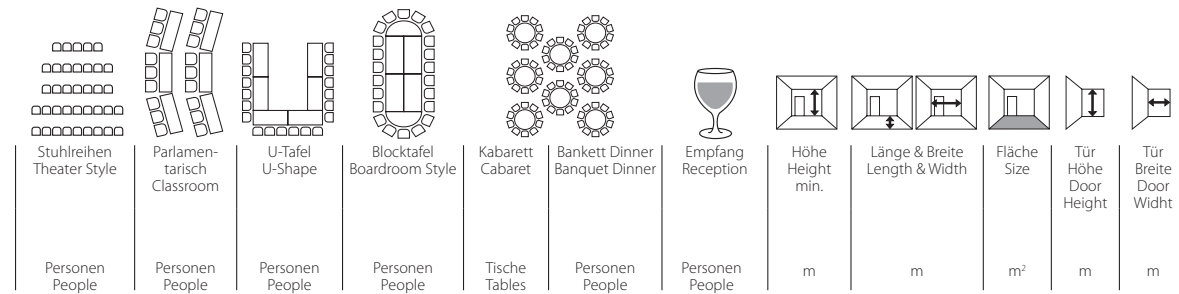 Stuhlreihen
Theater Style
Parlamen-
tarisch
Classroom
U-Tafel
U-Shape
Blocktafel
Boardroom Style
Kabarett
Cabaret
Bankett Dinner
Banquet Dinner
Empfang
Reception
Höhe
Height
min.
Länge & Breite
Length & Width
Fläche
Size
Tür
Höhe
Door
Height
Tür
Breite
Door
Widht
Personen
People
Personen
People
Personen
People
Personen
People
Tische
Tables
Personen
People
Personen
People
m
m
m²
m
m